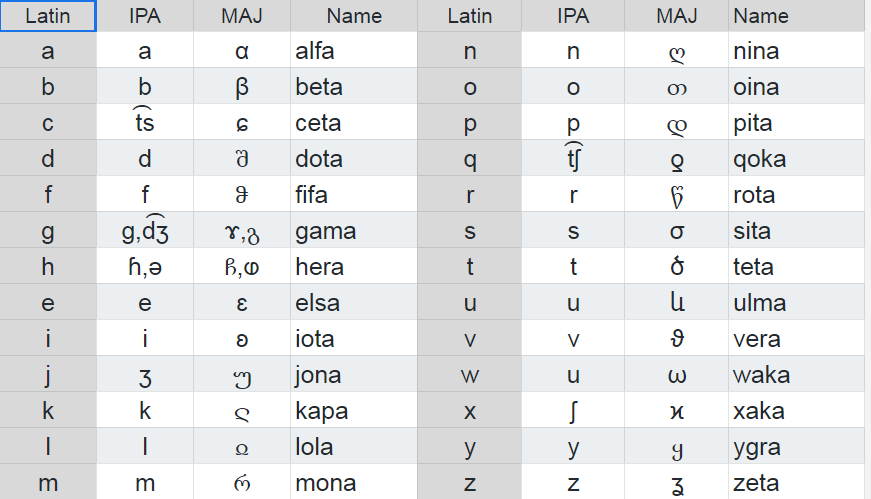 Latin IPA MAJ Name Latin IPA MAJ Name
a a α alfa n n ღ nina
b b β beta o o თ oina
c t͡s ɕ ceta p p დ pita
d d შ dota q t͡ʃ ƍ qoka
f f ჵ fifa r r წ rota
g g,d͡ʒ ɤ,გ gama s s σ sita
h ɦ,ə ჩ,ⴔ hera t t ծ teta
e e ε elsa u u և ulma
i i ʚ iota v v ϑ vera
j ʒ უ jona w u ω waka
k k ლ kapa x ʃ ϰ xaka
l l ჲ lola y y ყ ygra
m m რ mona z z ʓ zeta